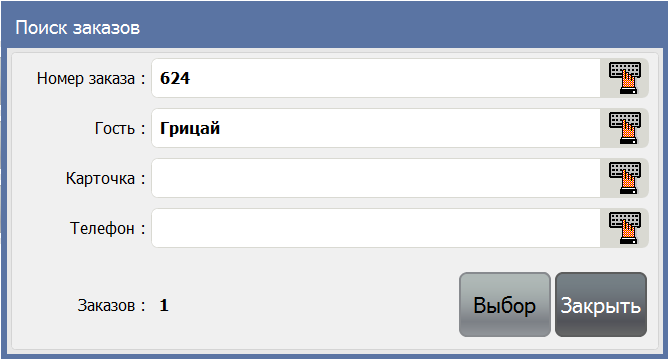 Поиск заказов
Номер заказа : 624
Гость : Грицай
Карточка :
Телефон :
Заказов : 1 Выбор Закрыть